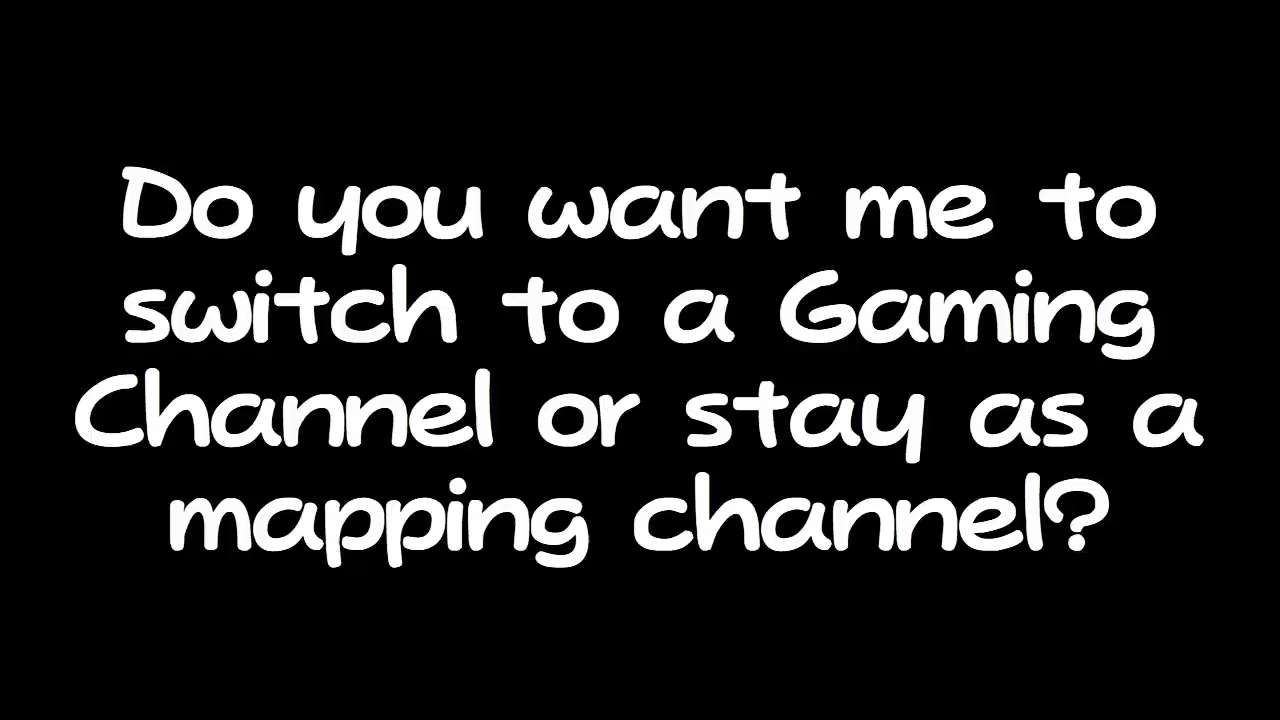 Do you want me to
switch to a Gaming
Channel or stay as a
mapping channel?